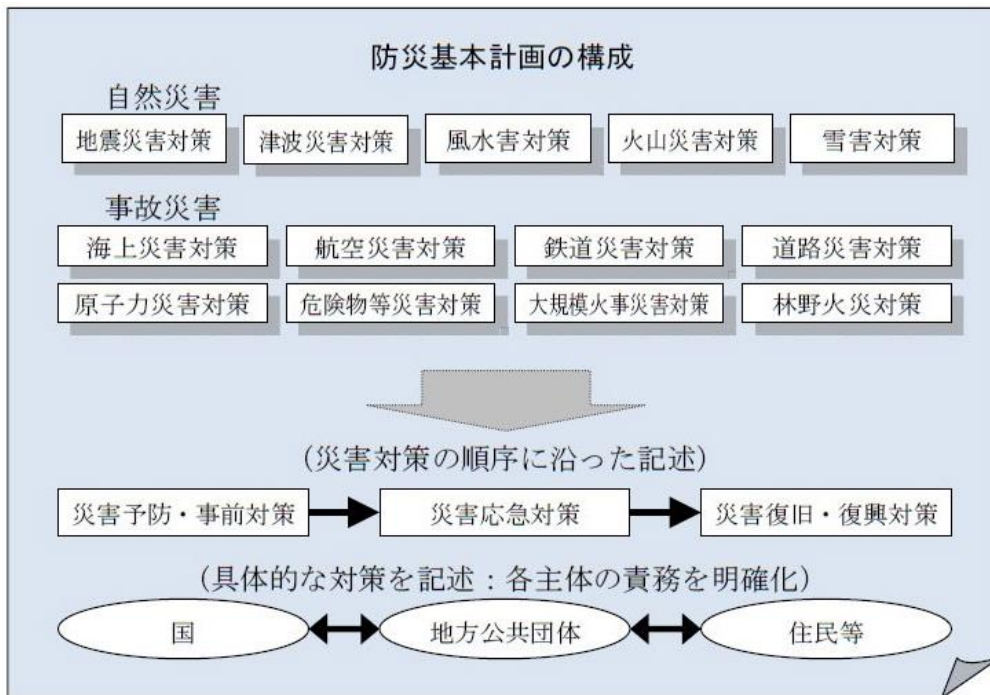 防災基本計画の構成
自然災害
地震災害対策 津波災害対策 風水害対策 火山災害対策 雪害対策
事故災害
海上災害対策 航空災害対策 鉄道災害対策 道路災害対策
原子力災害対策 危険物等災害対策 大規模火事災害対策 林野火災対策
(災害対策の順序に沿った記述)
災害予防・事前対策 災害応急対策 災害復旧・復興対策
(具体的な対策を記述：各主体の責務を明確化)
国 地方公共団体 住民等